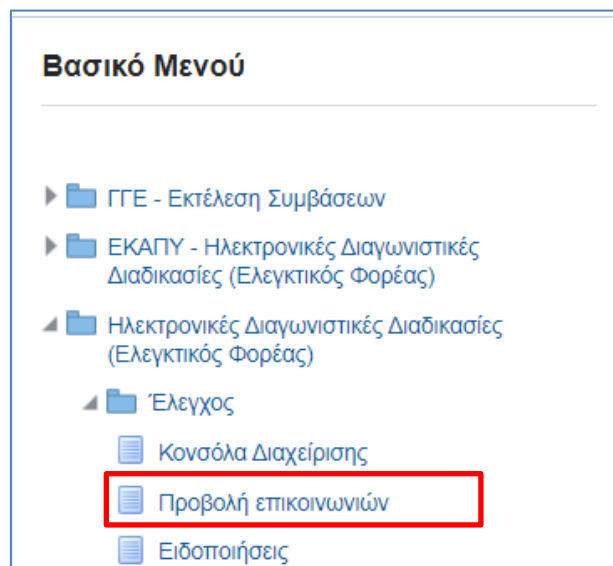 Βασικό Μενού
ΓΓΕ - Εκτέλεση Συμβάσεων
ΕΚΑΠΥ - Ηλεκτρονικές Διαγωνιστικές
Διαδικασίες (Ελεγκτικός Φορέας)
Ηλεκτρονικές Διαγωνιστικές Διαδικασίες
(Ελεγκτικός Φορέας)
Έλεγχος
Κονσόλα Διαχείρισης
Προβολή επικοινωνιών
Ειδοποιήσεις